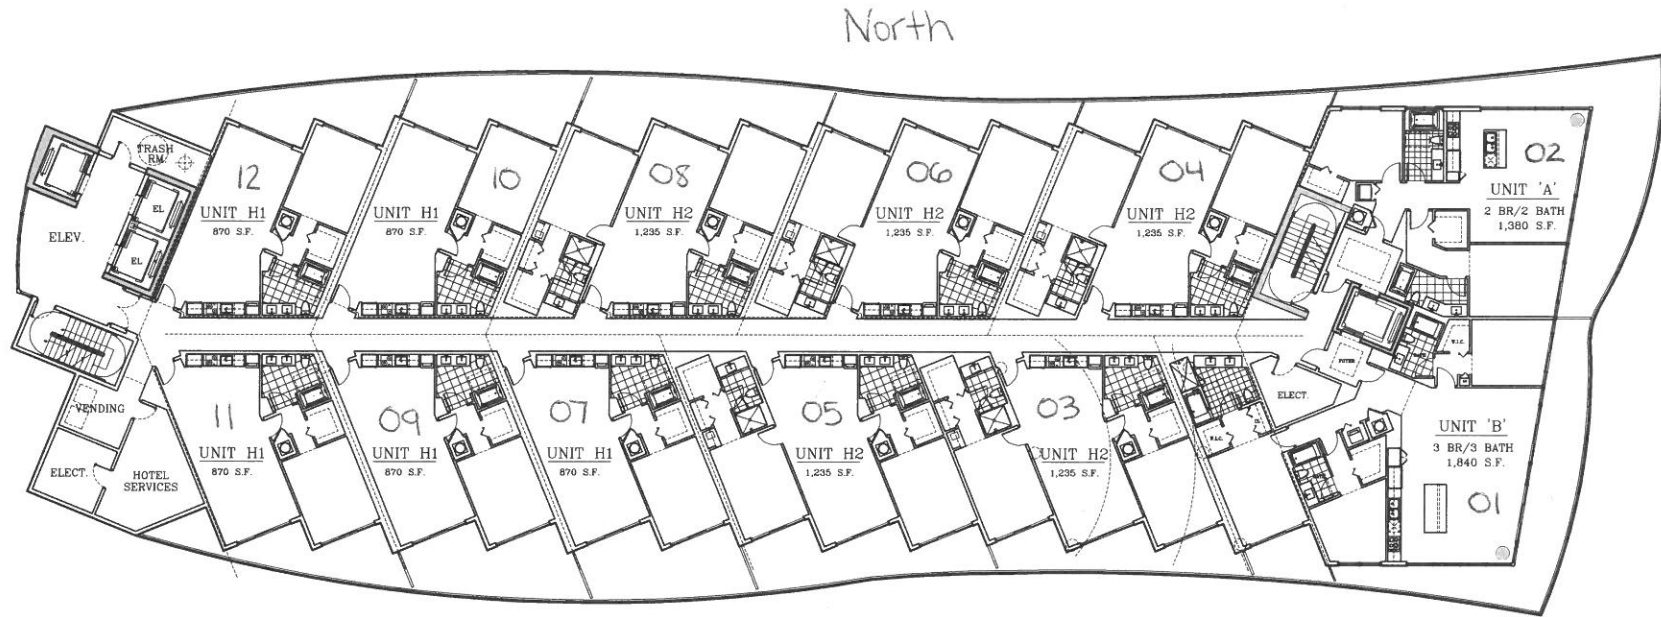 North
TRASH
RM.
EL
EL
ELEV.
12
UNIT H1
870 S.F.
10
UNIT H1
870 S.F.
08
UNIT H2
1,235 S.F.
06
UNIT H2
1,235 S.F.
04
UNIT H2
1,235 S.F.
02
UNIT 'A'
2 BR/2 BATH
1,380 S.F.
VENDING
ELECT.
HOTEL
SERVICES
11
UNIT H1
870 S.F.
09
UNIT H1
870 S.F.
07
UNIT H1
870 S.F.
05
UNIT H2
1,235 S.F.
03
UNIT H2
1,235 S.F.
W.I.C.
ELECT.
FOYER
W.I.C.
UNIT 'B'
3 BR/3 BATH
1,840 S.F.
01